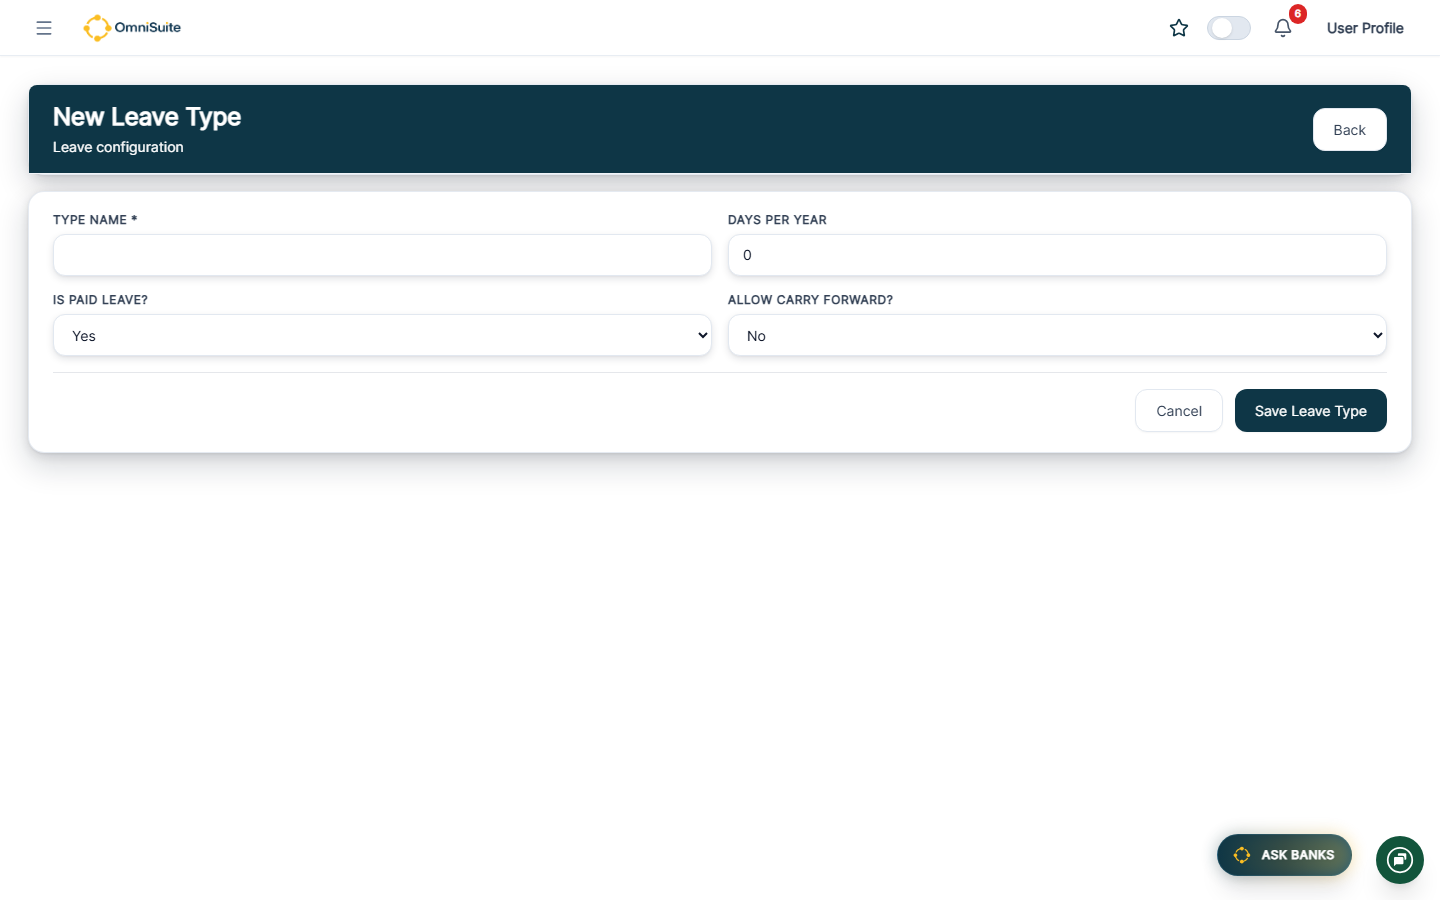 OmniSuite
6
User Profile
New Leave Type
Leave configuration
Back
TYPE NAME *
DAYS PER YEAR
0
IS PAID LEAVE?
ALLOW CARRY FORWARD?
Yes
No
Cancel
Save Leave Type
ASK BANKS